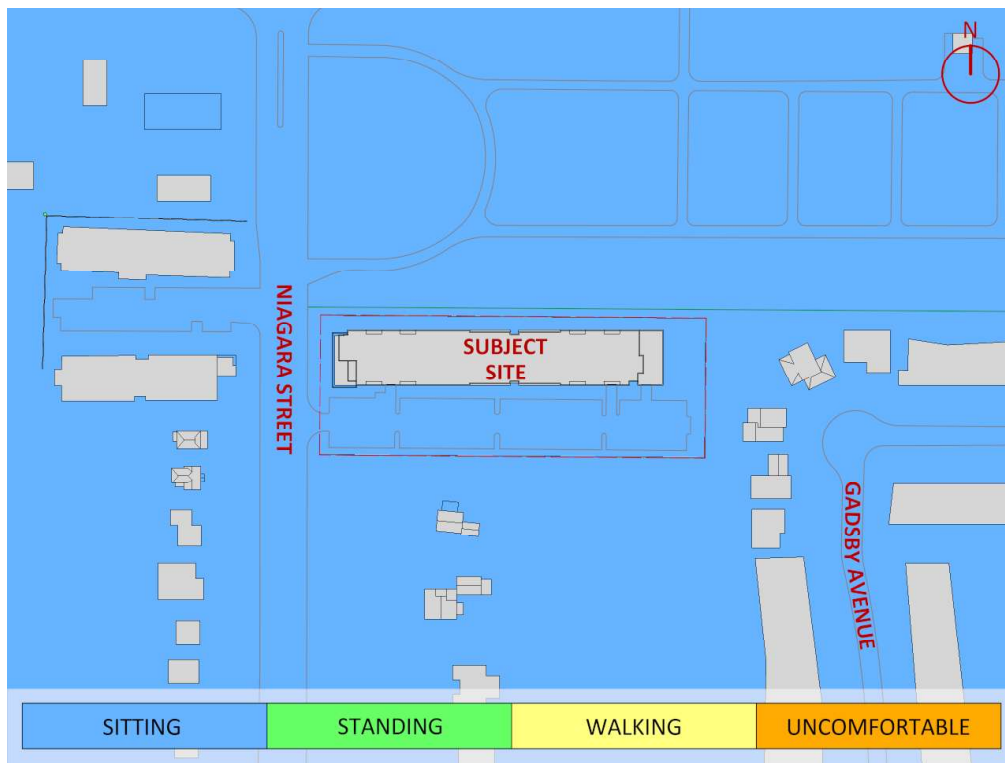 N
NIAGARA STREET
SUBJECT
SITE
GADSBY AVENUE
SITTING
STANDING
WALKING
UNCOMFORTABLE